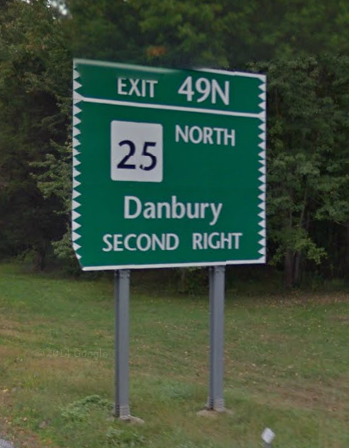 EXIT 49N
25 NORTH
Danbury
SECOND RIGHT